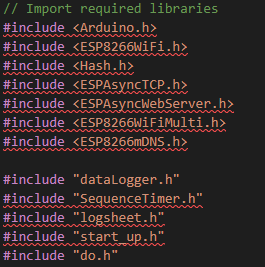 // Import required libraries
#include <Arduino.h>
#include <ESP8266WiFi.h>
#include <Hash.h>
#include <ESPAsyncTCP.h>
#include <ESPAsyncWebServer.h>
#include <ESP8266WiFiMulti.h>
#include <ESP8266mDNS.h>
#include "dataLogger.h"
#include "SequenceTimer.h"
#include "logsheet.h"
#include "start_up.h"
#include "do.h"